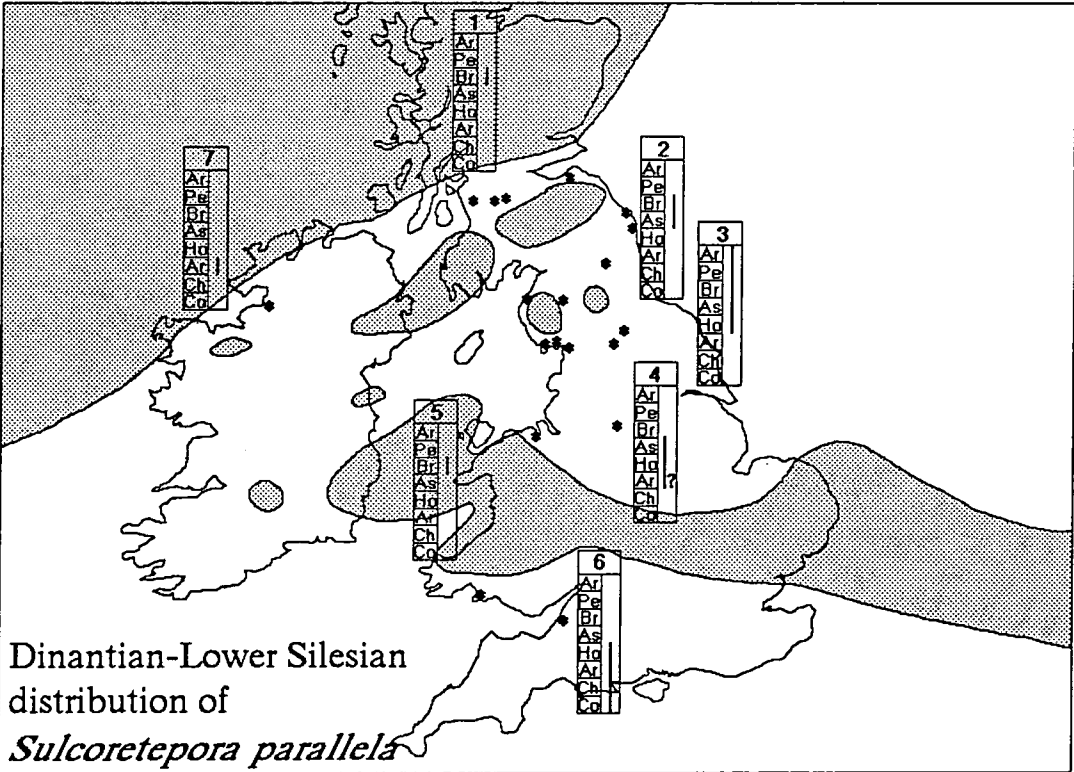 1
Ar
Pe
Br
As
Ho
Ar
Ch
Co
2
Ar
Pe
Br
As
Ho
Ar
Ch
Co
3
Ar
Pe
Br
As
Ho
Ar
Ch
Co
7
Ar
Pe
Br
As
Ho
Ar
Ch
Co
4
Ar
Pe
Br
As
Ho
Ar ?
Ch
Co
5
Ar
Pe
Br
As
Ho
Ar
Ch
Co
6
Ar
Pe
Br
As
Ho
Ar
Ch
Co
Dinantian-Lower Silesian
distribution of
Sulcoretepora parallela